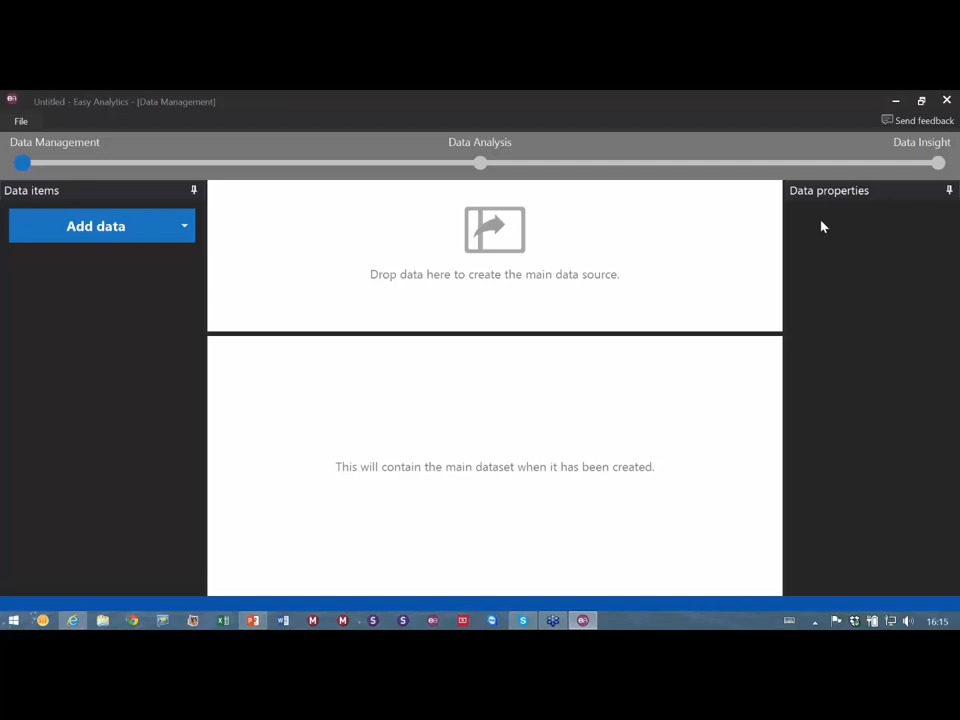 Untitled - Easy Analytics - [Data Management]
File
Send feedback
Data Management
Data Analysis
Data Insight
Data items
Data properties
Add data
Drop data here to create the main data source.
This will contain the main dataset when it has been created.
16:15